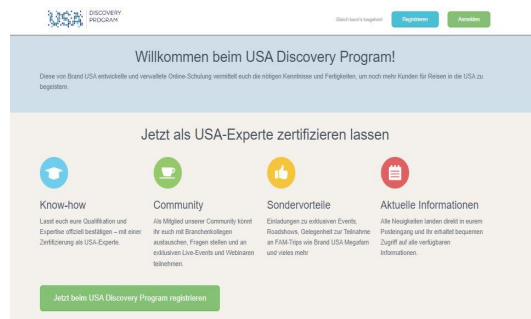 USA DISCOVERY
PROGRAM
Gleich kann's losgehen!
Registrieren
Anmelden
Willkommen beim USA Discovery Program!
Diese von Brand USA entwickelte und verwaltete Online-Schulung vermittelt euch die nötigen Kenntnisse und Fertigkeiten, um noch mehr Kunden für Reisen in die USA zu
begeistern.
Jetzt als USA-Experte zertifizieren lassen
Know-how
Lasst euch eure Qualifikation und
Expertise offiziell bestätigen – mit einer
Zertifizierung als USA-Experte.
Community
Als Mitglied unserer Community könnt
ihr euch mit Branchenkollegen
austauschen, Fragen stellen und an
exklusiven Live-Events und Webinaren
teilnehmen.
Sondervorteile
Einladungen zu exklusiven Events,
Roadshows, Gelegenheit zur Teilnahme
an FAM-Trips wie Brand USA Megafam
und vieles mehr
Aktuelle Informationen
Alle Neuigkeiten landen direkt in eurem
Posteingang und ihr erhaltet bequemen
Zugriff auf alle verfügbaren
Informationen.
Jetzt beim USA Discovery Program registrieren